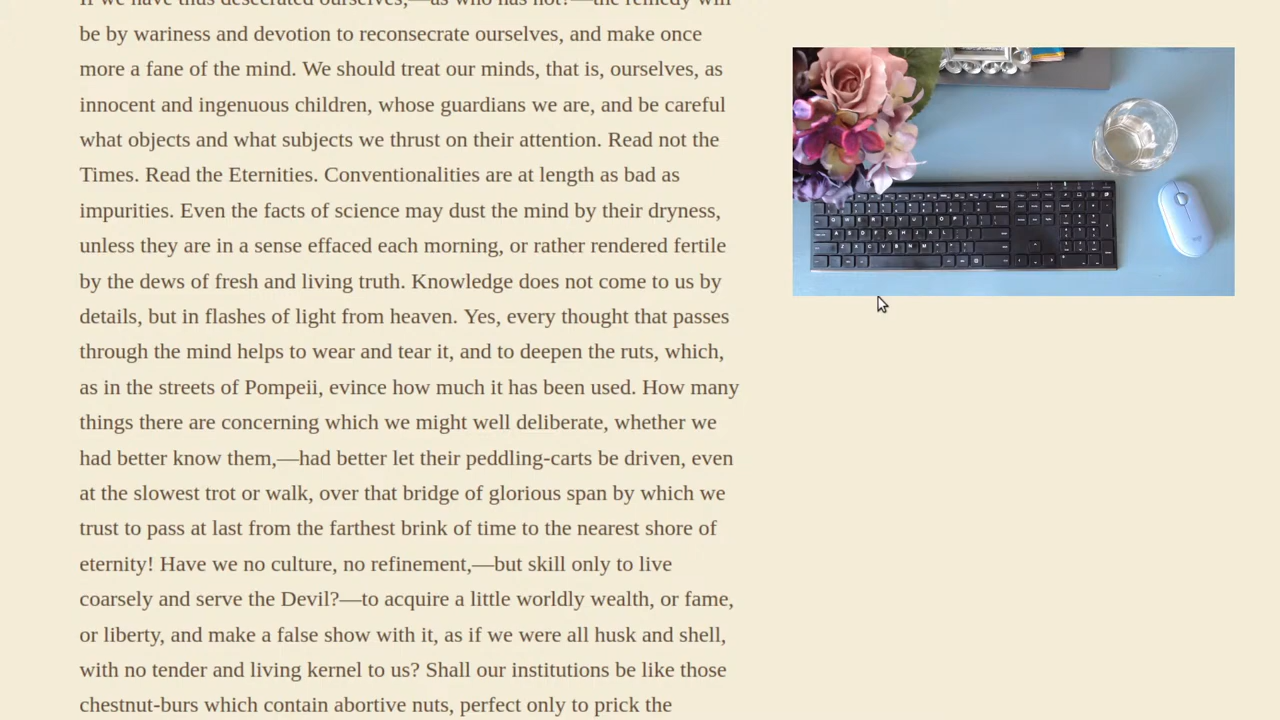 If we have thus desecrated ourselves,—as who has not?—the remedy will
be by wariness and devotion to reconsecrate ourselves, and make once
more a fane of the mind. We should treat our minds, that is, ourselves, as
innocent and ingenuous children, whose guardians we are, and be careful
what objects and what subjects we thrust on their attention. Read not the
Times. Read the Eternities. Conventionalities are at length as bad as
impurities. Even the facts of science may dust the mind by their dryness,
unless they are in a sense effaced each morning, or rather rendered fertile
by the dews of fresh and living truth. Knowledge does not come to us by
details, but in flashes of light from heaven. Yes, every thought that passes
through the mind helps to wear and tear it, and to deepen the ruts, which,
as in the streets of Pompeii, evince how much it has been used. How many
things there are concerning which we might well deliberate, whether we
had better know them,—had better let their peddling-carts be driven, even
at the slowest trot or walk, over that bridge of glorious span by which we
trust to pass at last from the farthest brink of time to the nearest shore of
eternity! Have we no culture, no refinement,—but skill only to live
coarsely and serve the Devil?—to acquire a little worldly wealth, or fame,
or liberty, and make a false show with it, as if we were all husk and shell,
with no tender and living kernel to us? Shall our institutions be like those
chestnut-burs which contain abortive nuts, perfect only to prick the